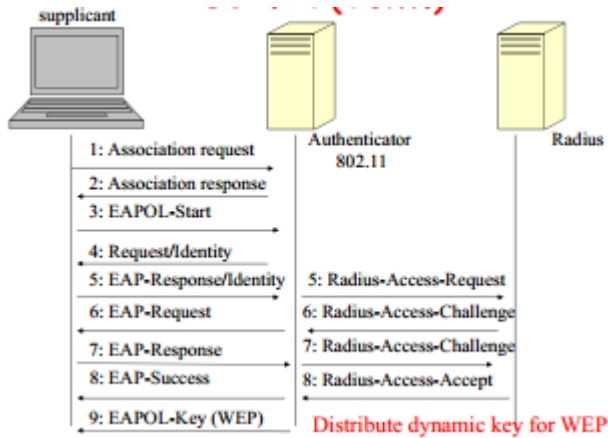 supplicant
Authenticator
802.11
Radius
1: Association request
2: Association response
3: EAPOL-Start
4: Request/Identity
5: EAP-Response/Identity
5: Radius-Access-Request
6: EAP-Request
6: Radius-Access-Challenge
7: EAP-Response
7: Radius-Access-Challenge
8: EAP-Success
8: Radius-Access-Accept
9: EAPOL-Key (WEP)
Distribute dynamic key for WEP